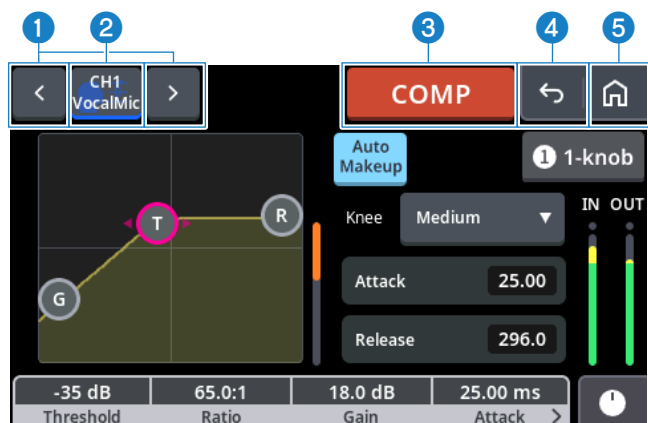 1 2 3 4 5
< CH1 VocalMic > COMP
Auto Makeup 1 1-knob
Knee Medium ▼ IN OUT
T R
Attack 25.00
G
Release 296.0
-35 dB 65.0:1 18.0 dB 25.00 ms
Threshold Ratio Gain Attack >